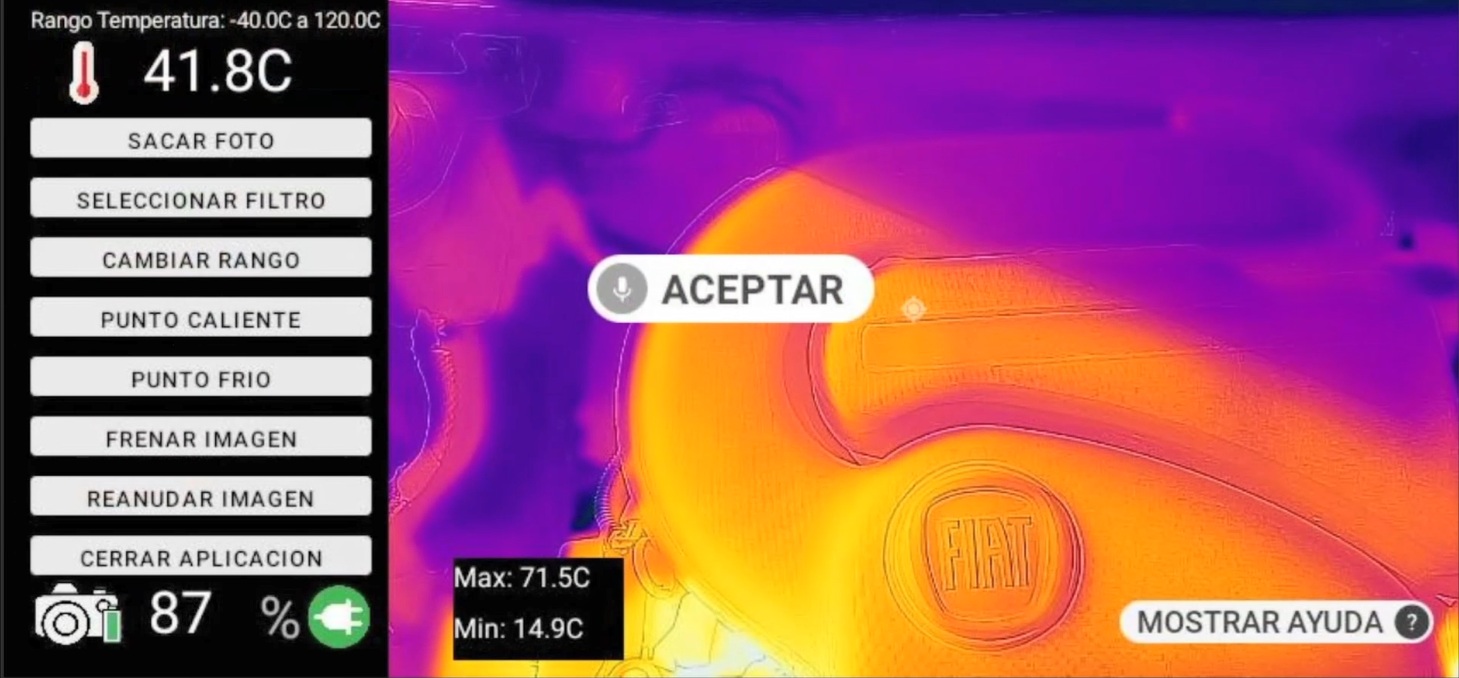 Rango Temperatura: -40.0C a 120.0C
41.8C
SACAR FOTO
SELECCIONAR FILTRO
CAMBIAR RANGO
PUNTO CALIENTE
PUNTO FRIO
FRENAR IMAGEN
REANUDAR IMAGEN
CERRAR APLICACION
87 %
ACEPTAR
FIAT
Max: 71.5C
Min: 14.9C
MOSTRAR AYUDA ?